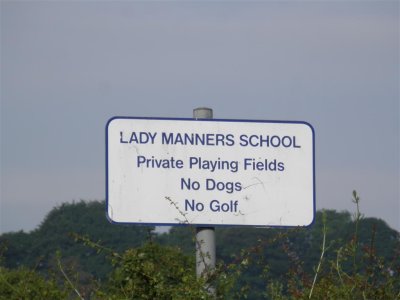 LADY MANNERS SCHOOL
Private Playing Fields
No Dogs
No Golf